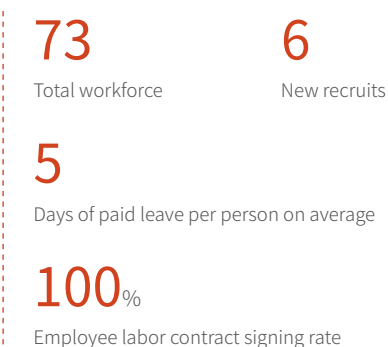 73 6
Total workforce New recruits
5
Days of paid leave per person on average
100%
Employee labor contract signing rate